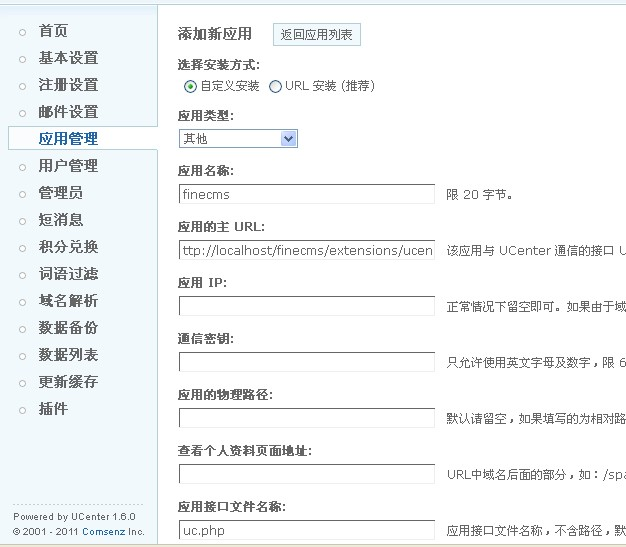 首页
基本设置
注册设置
邮件设置
应用管理
用户管理
管理员
短消息
积分兑换
词语过滤
域名解析
数据备份
数据列表
更新缓存
插件
Powered by UCenter 1.6.0
© 2001 - 2011 Comsenz Inc.
添加新应用 返回应用列表
选择安装方式:
自定义安装 URL 安装 (推荐)
应用类型:
其他
应用名称:
finecms 限 20 字节。
应用的主 URL:
ttp://localhost/finecms/extensions/ucen 该应用与 UCenter 通信的接口 U
应用 IP:
正常情况下留空即可。如果由于域
通信密钥:
只允许使用英文字母及数字，限 6
应用的物理路径:
默认请留空，如果填写的为相对路
查看个人资料页面地址:
URL中域名后面的部分，如：/spa
应用接口文件名称:
uc.php 应用接口文件名称，不含路径，默